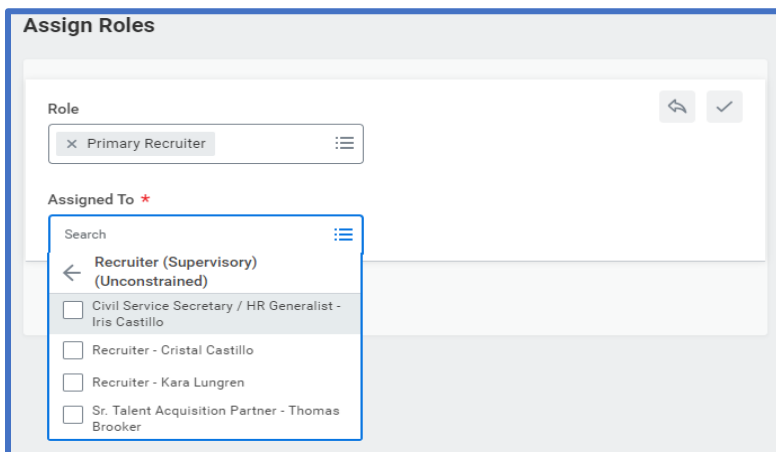 Assign Roles
Role
× Primary Recruiter
Assigned To *
Search
Recruiter (Supervisory)
(Unconstrained)
Civil Service Secretary / HR Generalist -
Iris Castillo
Recruiter - Cristal Castillo
Recruiter - Kara Lungren
Sr. Talent Acquisition Partner - Thomas
Brooker